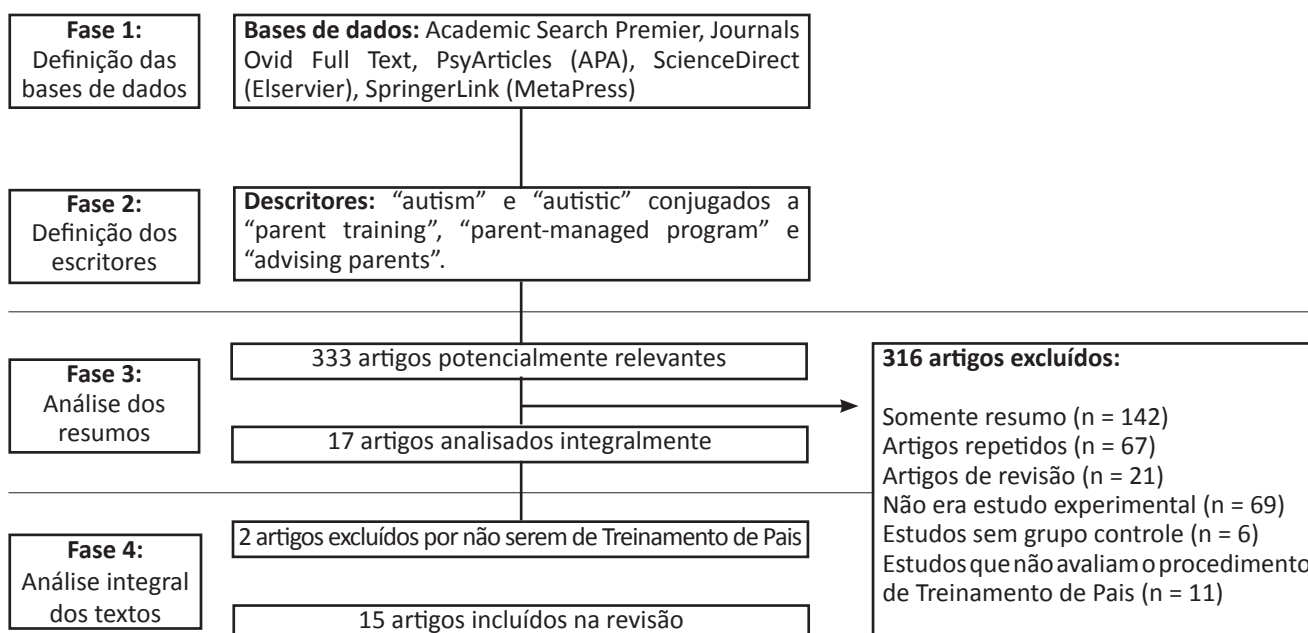 Fase 1:
Definição das
bases de dados
Bases de dados: Academic Search Premier, Journals
Ovid Full Text, PsyArticles (APA), ScienceDirect
(Elservier), SpringerLink (MetaPress)
Fase 2:
Definição dos
escritores
Descritores: “autism” e “autistic” conjugados a
“parent training”, “parent-managed program” e
“advising parents”.
Fase 3:
Análise dos
resumos
333 artigos potencialmente relevantes
17 artigos analisados integralmente
316 artigos excluídos:
Somente resumo (n = 142)
Artigos repetidos (n = 67)
Artigos de revisão (n = 21)
Não era estudo experimental (n = 69)
Estudos sem grupo controle (n = 6)
Estudos que não avaliam o procedimento
de Treinamento de Pais (n = 11)
Fase 4:
Análise integral
dos textos
2 artigos excluídos por não serem de Treinamento de Pais
15 artigos incluídos na revisão